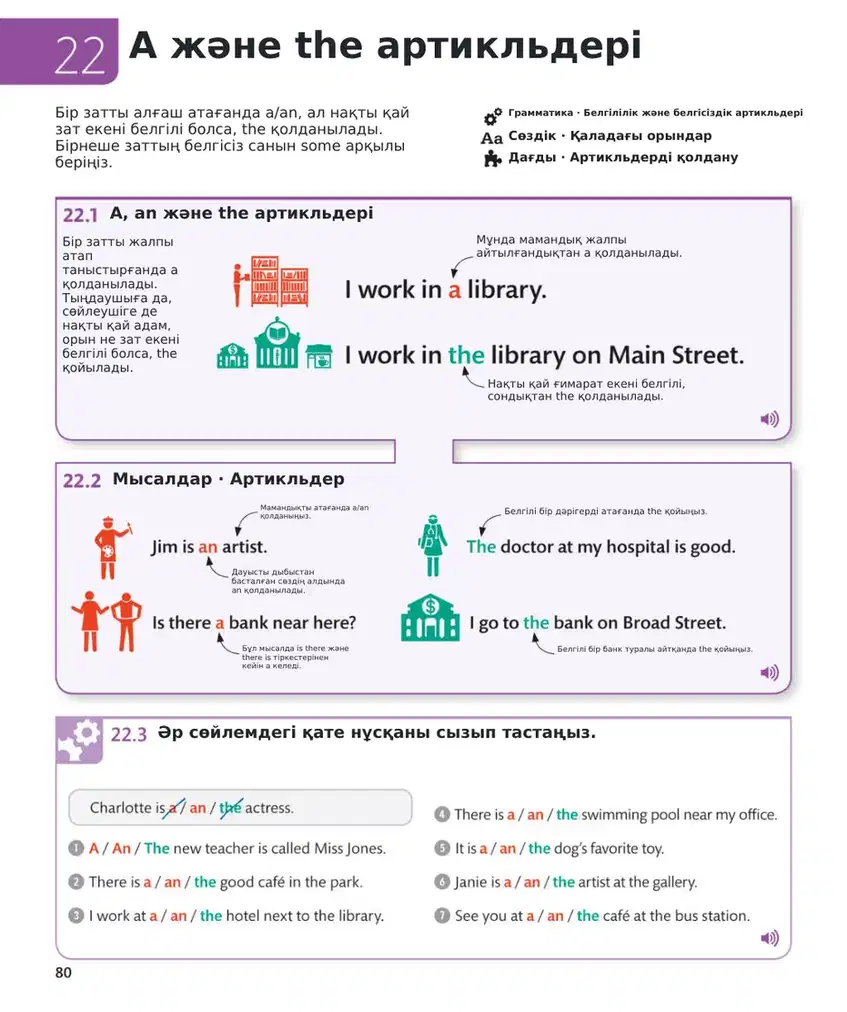 22
А және the артикльдері
Бір затты алғаш атағанда a/an, ал нақты қай
зат екені белгілі болса, the қолданылады.
Бірнеше заттың белгісіз санын some арқылы
беріңіз.
Грамматика · Белгілілік және белгісіздік артикльдері
Aa Сөздік · Қаладағы орындар
Дағды · Артикльдерді қолдану
22.1 A, an және the артикльдері
Бір затты жалпы
атап
таныстырғанда a
қолданылады.
Тыңдаушыға да,
сөйлеушіге де
нақты қай адам,
орын не зат екені
белгілі болса, the
қойылады.
Мұнда мамандық жалпы
айтылғандықтан a қолданылады.
I work in a library.
I work in the library on Main Street.
Нақты қай ғимарат екені белгілі,
сондықтан the қолданылады.
22.2 Мысалдар · Артикльдер
Мамандықты атағанда a/an
қолданыңыз.
Jim is an artist.
Дауысты дыбыстан
басталған сөздің алдында
an қолданылады.
Is there a bank near here?
Бұл мысалда is there және
there is тіркестерінен
кейін a келеді.
Белгілі бір дәрігерді атағанда the қойыңыз.
The doctor at my hospital is good.
I go to the bank on Broad Street.
Белгілі бір банк туралы айтқанда the қойыңыз.
22.3 Әр сөйлемдегі қате нұсқаны сызып тастаңыз.
Charlotte is a / an / the actress.
1 A / An / The new teacher is called Miss Jones.
2 There is a / an / the good café in the park.
3 I work at a / an / the hotel next to the library.
4 There is a / an / the swimming pool near my office.
5 It is a / an / the dog's favorite toy.
6 Janie is a / an / the artist at the gallery.
7 See you at a / an / the café at the bus station.
80